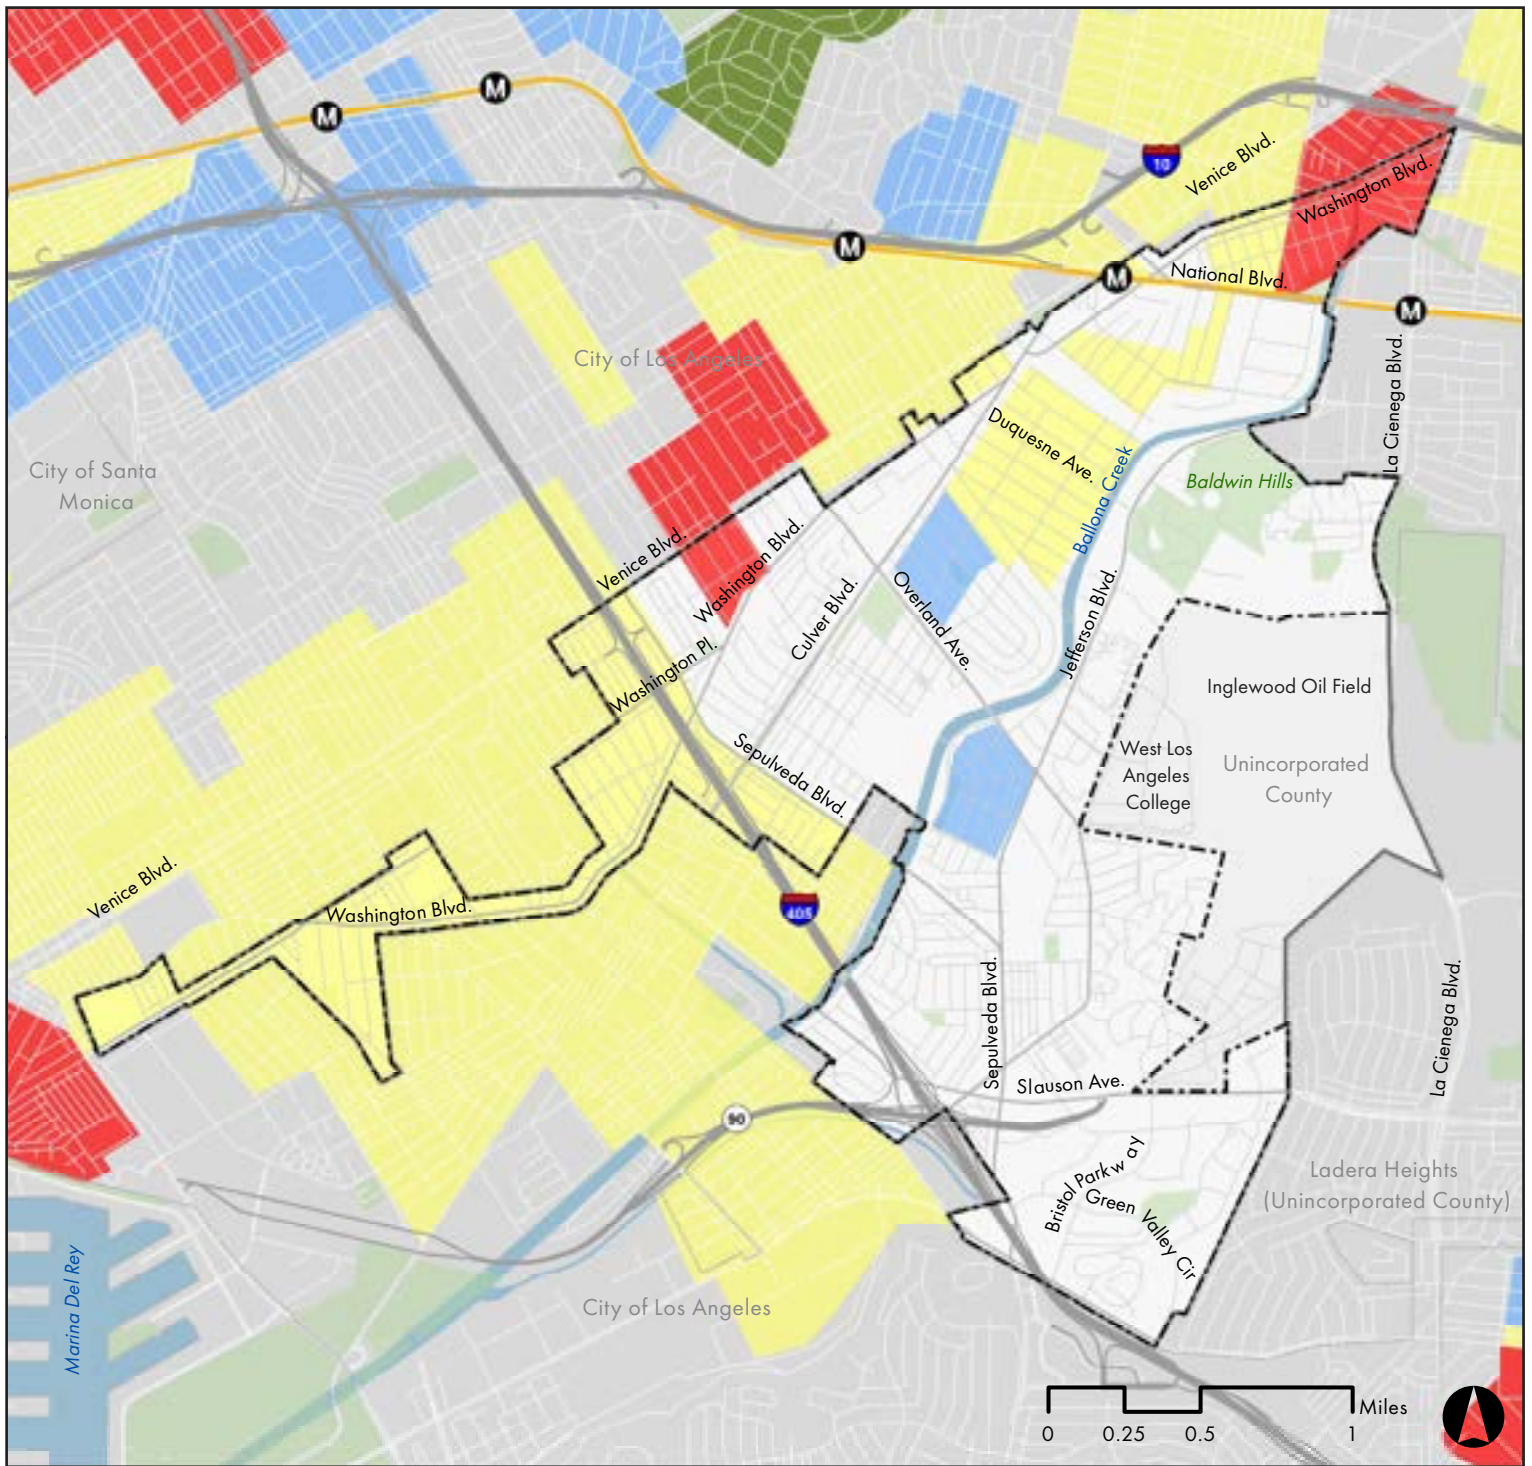 M
M
10
Venice Blvd.
Washington Blvd.
M
M
National Blvd.
M
City of Los Angeles
La Cienega Blvd.
Duquesne Ave.
City of Santa
Monica
Ballona Creek
Baldwin Hills
Venice Blvd.
Washington Blvd.
Culver Blvd.
Overland Ave.
Jefferson Blvd.
Washington Pl.
Inglewood Oil Field
Sepulveda Blvd.
West Los
Angeles
College
Unincorporated
County
Venice Blvd.
Washington Blvd.
405
Sepulveda Blvd.
La Cienega Blvd.
Slauson Ave.
90
Bristol Parkway
Green Valley Cir
Ladera Heights
(Unincorporated County)
Marina Del Rey
City of Los Angeles
Miles
0 0.25 0.5 1